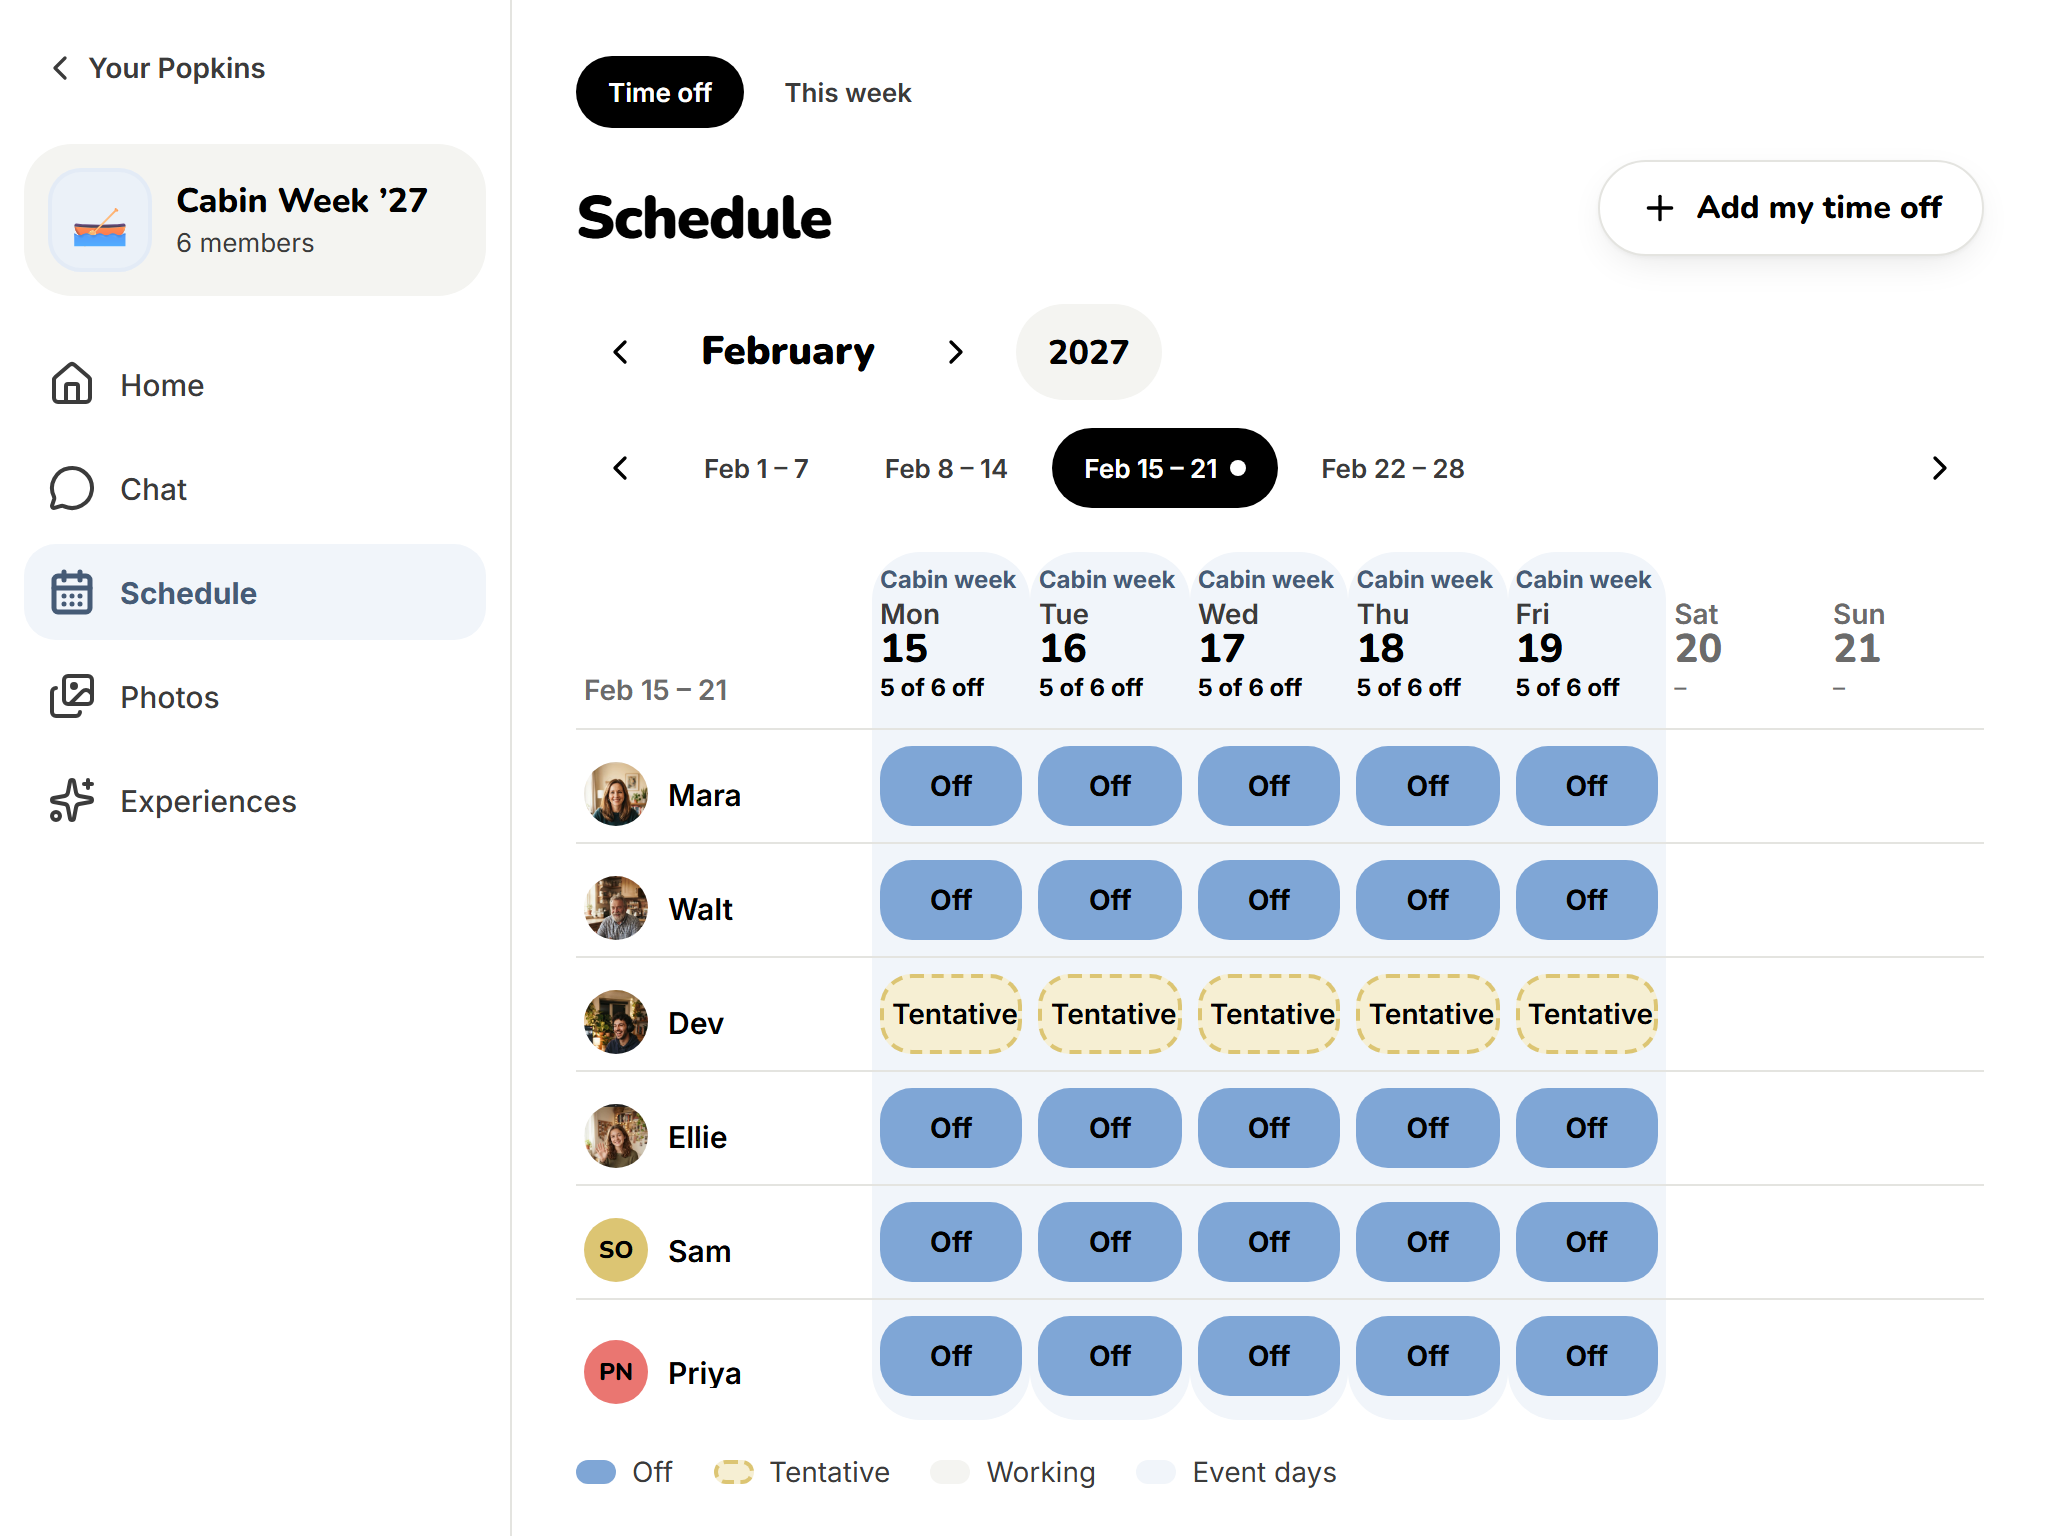 Your Popkins
Cabin Week ’27
6 members
Home
Chat
Schedule
Photos
Experiences
Time off
This week
Schedule
Add my time off
February
2027
Feb 1 – 7
Feb 8 – 14
Feb 15 – 21
Feb 22 – 28
Cabin week Cabin week Cabin week Cabin week Cabin week
Mon Tue Wed Thu Fri Sat Sun
15 16 17 18 19 20 21
Feb 15 – 21 5 of 6 off 5 of 6 off 5 of 6 off 5 of 6 off 5 of 6 off – –
Mara Off Off Off Off Off
Walt Off Off Off Off Off
Dev Tentative Tentative Tentative Tentative Tentative
Ellie Off Off Off Off Off
SO Sam Off Off Off Off Off
PN Priya Off Off Off Off Off
Off Tentative Working Event days